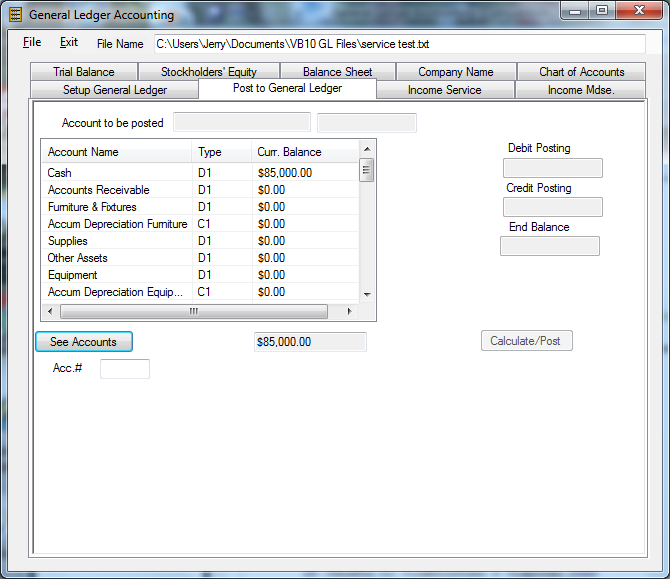 General Ledger Accounting
File Exit File Name C:\Users\Jerry\Documents\VB10 GL Files\service test.txt
Trial Balance Stockholders' Equity Balance Sheet Company Name Chart of Accounts
Setup General Ledger Post to General Ledger Income Service Income Mdse.
Account to be posted
Account Name Type Curr. Balance
Cash D1 $85,000.00
Accounts Receivable D1 $0.00
Furniture & Fixtures D1 $0.00
Accum Depreciation Furniture C1 $0.00
Supplies D1 $0.00
Other Assets D1 $0.00
Equipment D1 $0.00
Accum Depreciation Equip... C1 $0.00
Debit Posting
Credit Posting
End Balance
See Accounts $85,000.00 Calculate/Post
Acc.#